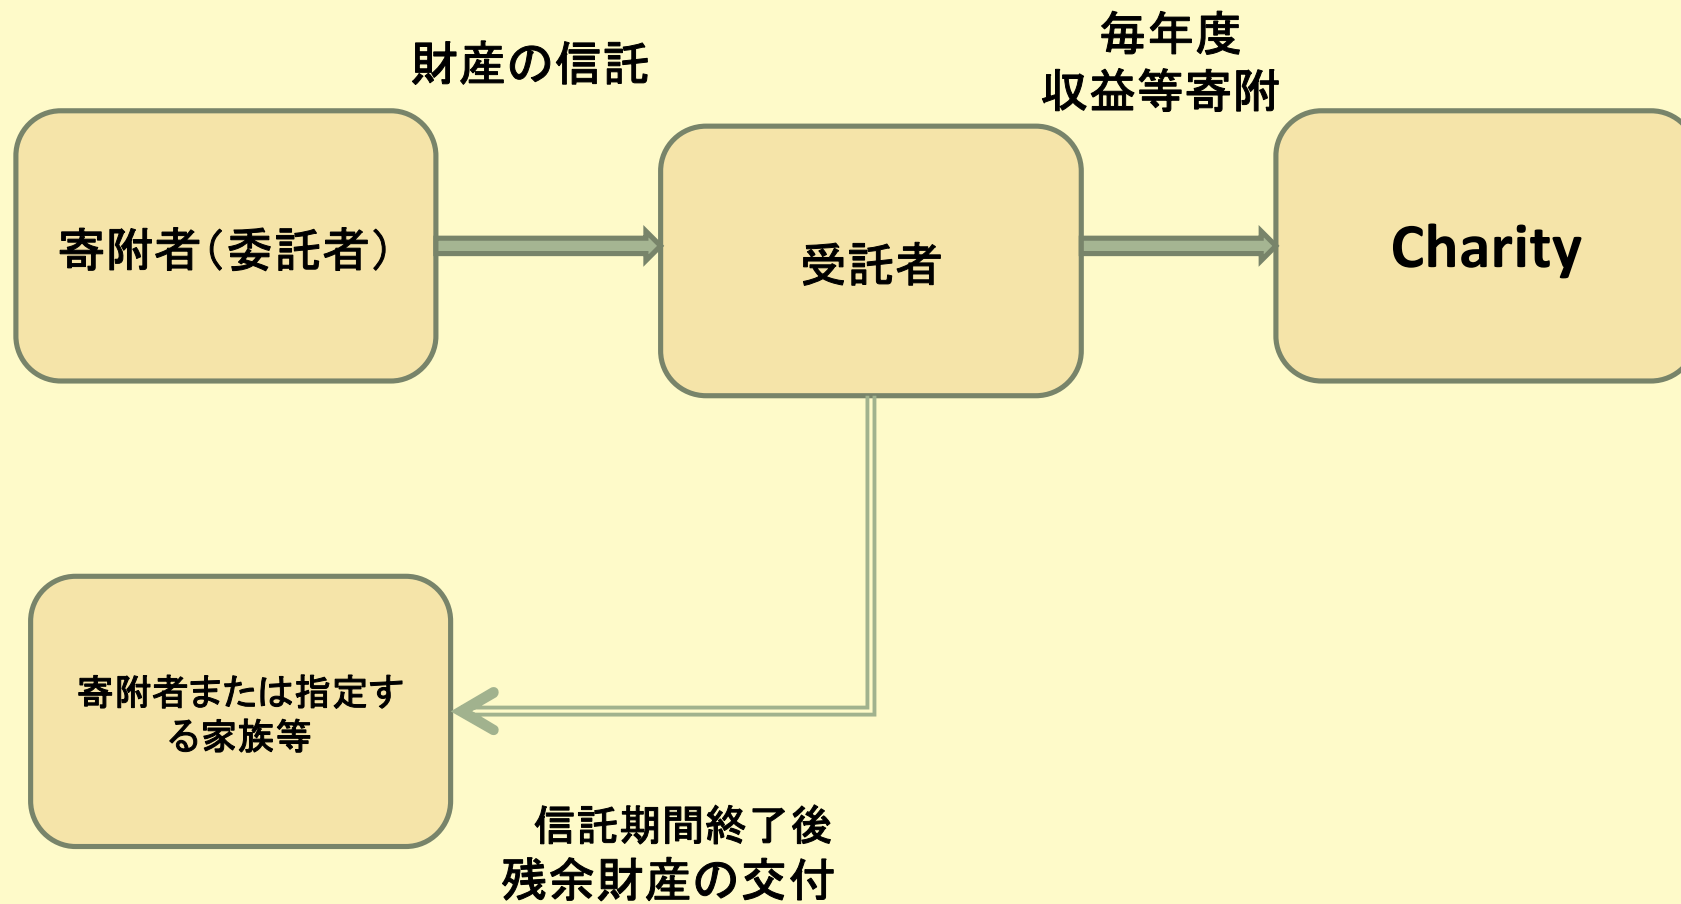 財産の信託
毎年度
収益等寄附
寄附者（委託者）
受託者
Charity
寄附者または指定す
る家族等
信託期間終了後
残余財産の交付